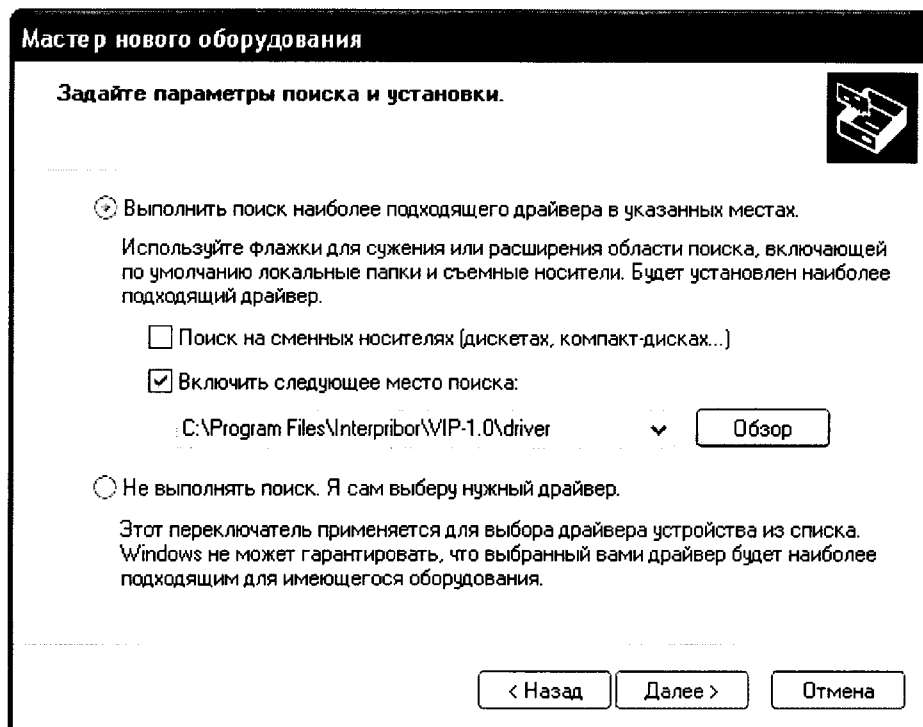 Мастер нового оборудования
Задайте параметры поиска и установки.
Выполнить поиск наиболее подходящего драйвера в указанных местах.
Используйте флажки для сужения или расширения области поиска, включающей
по умолчанию локальные папки и съемные носители. Будет установлен наиболее
подходящий драйвер.
Поиск на сменных носителях (дискетах, компакт-дисках...)
Включить следующее место поиска:
C:\Program Files\Interpribor\VIP-1.0\driver
Обзор
Не выполнять поиск. Я сам выберу нужный драйвер.
Этот переключатель применяется для выбора драйвера устройства из списка.
Windows не может гарантировать, что выбранный вами драйвер будет наиболее
подходящим для имеющегося оборудования.
< Назад Далее > Отмена